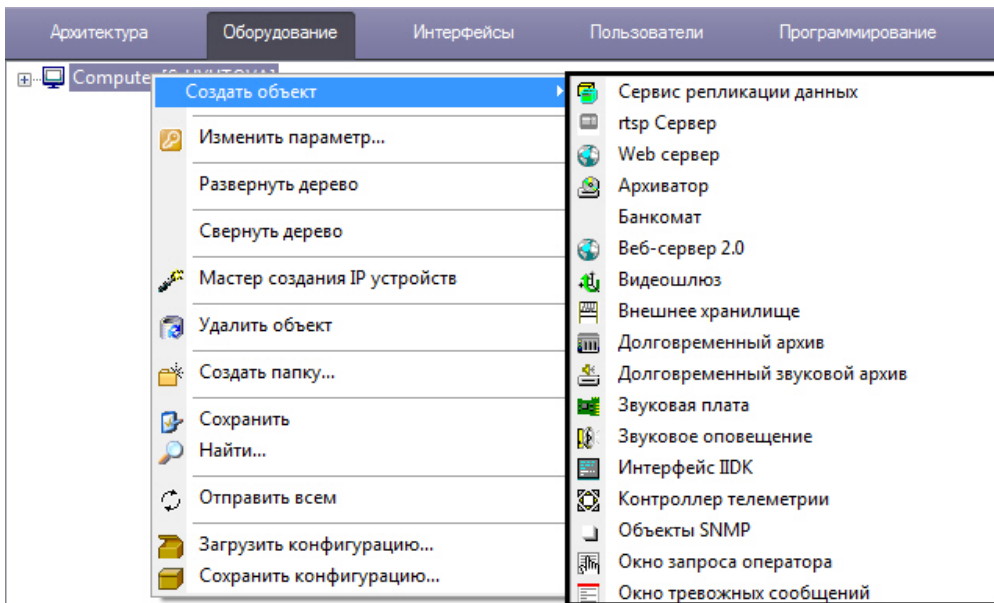 Архитектура Оборудование Интерфейсы Пользователи Программирование
Computer
Создать объект
Изменить параметр...
Развернуть дерево
Свернуть дерево
Мастер создания IP устройств
Удалить объект
Создать папку...
Сохранить
Найти...
Отправить всем
Загрузить конфигурацию...
Сохранить конфигурацию...
Сервис репликации данных
rtsp Сервер
Web сервер
Архиватор
Банкомат
Веб-сервер 2.0
Видеошлюз
Внешнее хранилище
Долговременный архив
Долговременный звуковой архив
Звуковая плата
Звуковое оповещение
Интерфейс IIDK
Контроллер телеметрии
Объекты SNMP
Окно запроса оператора
Окно тревожных сообщений